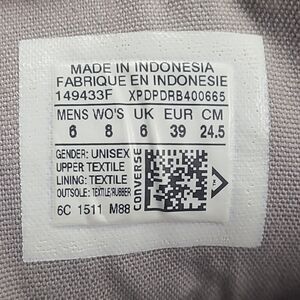 MADE IN INDONESIA
FABRIQUE EN INDONESIE
149433F XPDPDRB400665
MENS WO'S UK EUR CM
6 8 6 39 24.5
GENDER: UNISEX
UPPER: TEXTILE
LINING: TEXTILE
OUTSOLE: TEXTILE/RUBBER
6C 1511 M88
CONVERSE